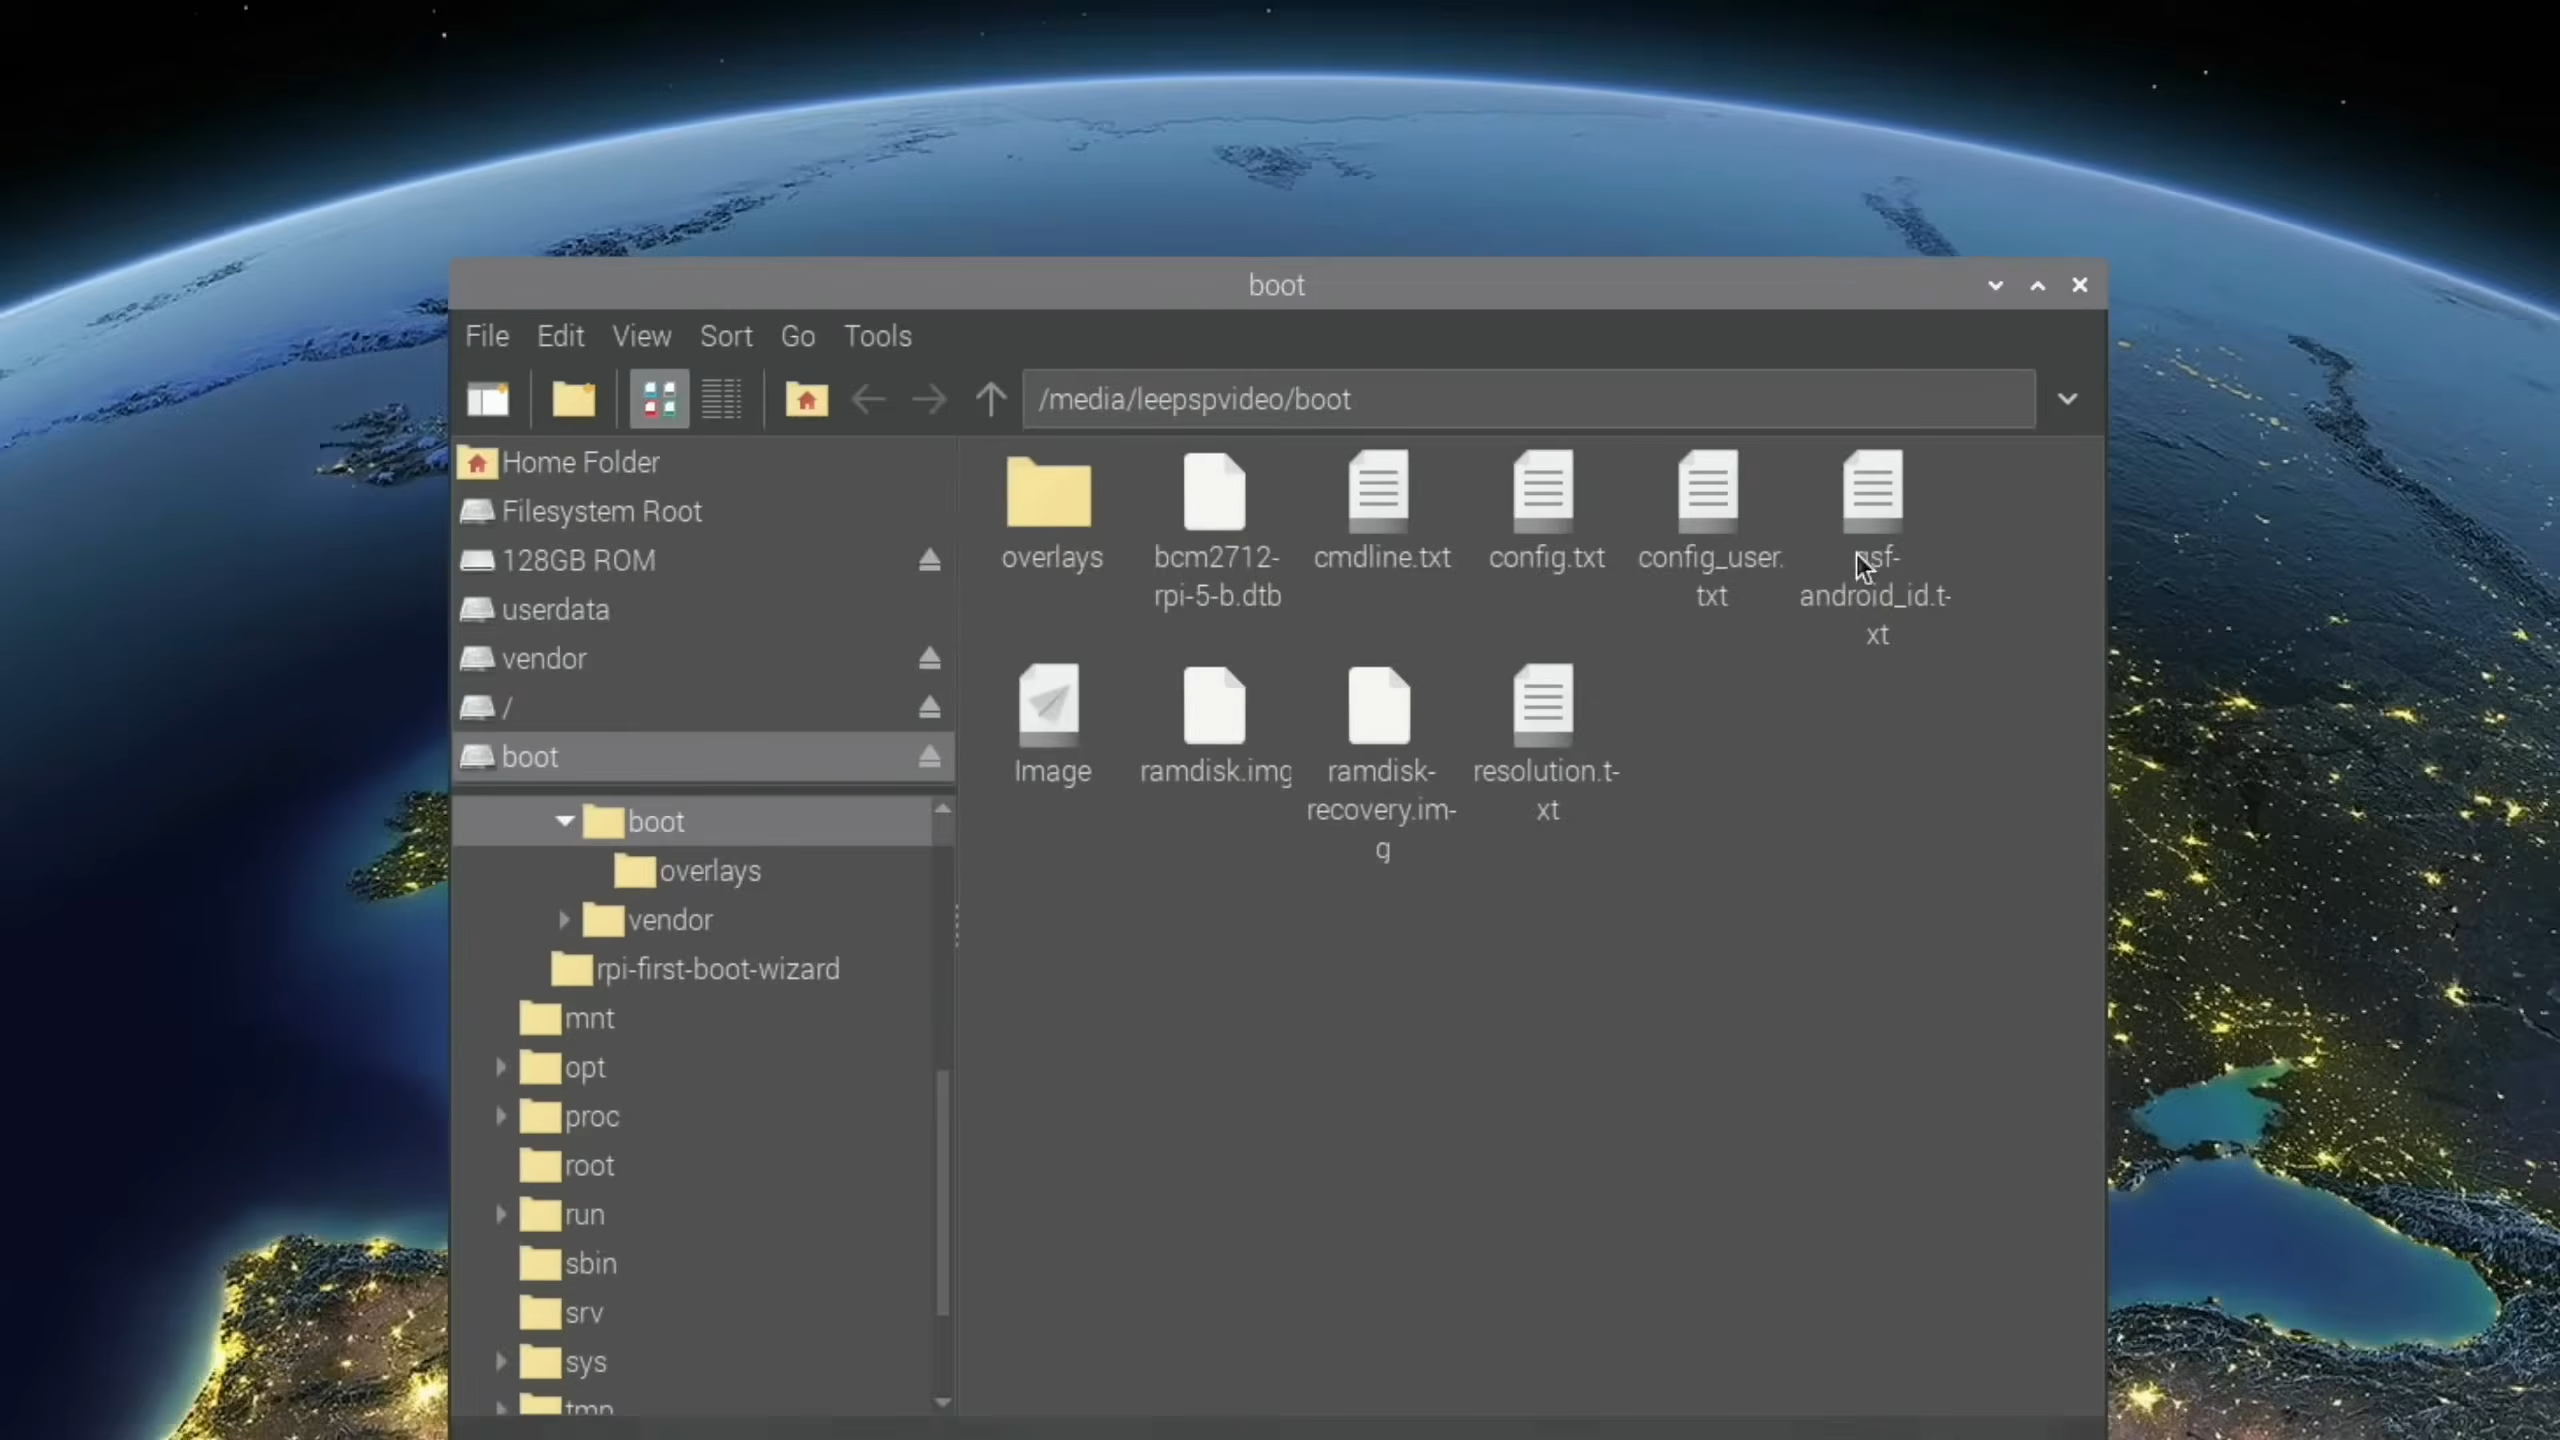 boot
File Edit View Sort Go Tools
/media/leepspvideo/boot
Home Folder
Filesystem Root
128GB ROM
userdata
vendor
/
boot
boot
overlays
vendor
rpi-first-boot-wizard
mnt
opt
proc
root
run
sbin
srv
sys
tmp
overlays
bcm2712-
rpi-5-b.dtb
cmdline.txt
config.txt
config_user.
txt
android_id.t-
xt
Image
ramdisk.img
ramdisk-
recovery.im-
g
resolution.t-
xt